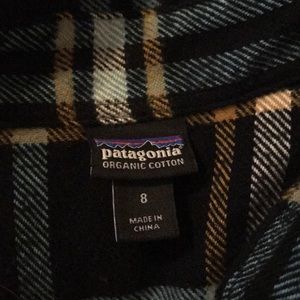 patagonia
ORGANIC COTTON
8
MADE IN
CHINA